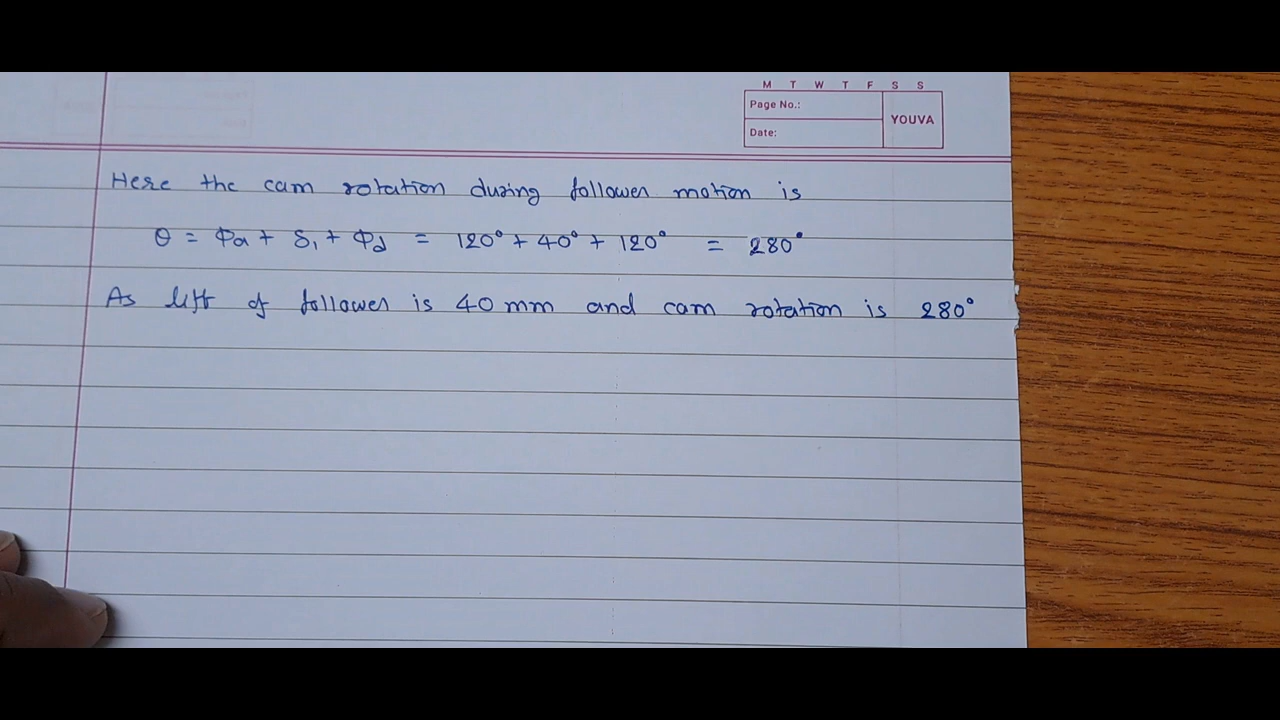 M T W T F S S
Page No.:
YOUVA
Date:
Here the cam rotation during follower motion is
θ = Φa + δ₁ + Φd = 120° + 40° + 120° = 280°
As lift of follower is 40 mm and cam rotation is 280°